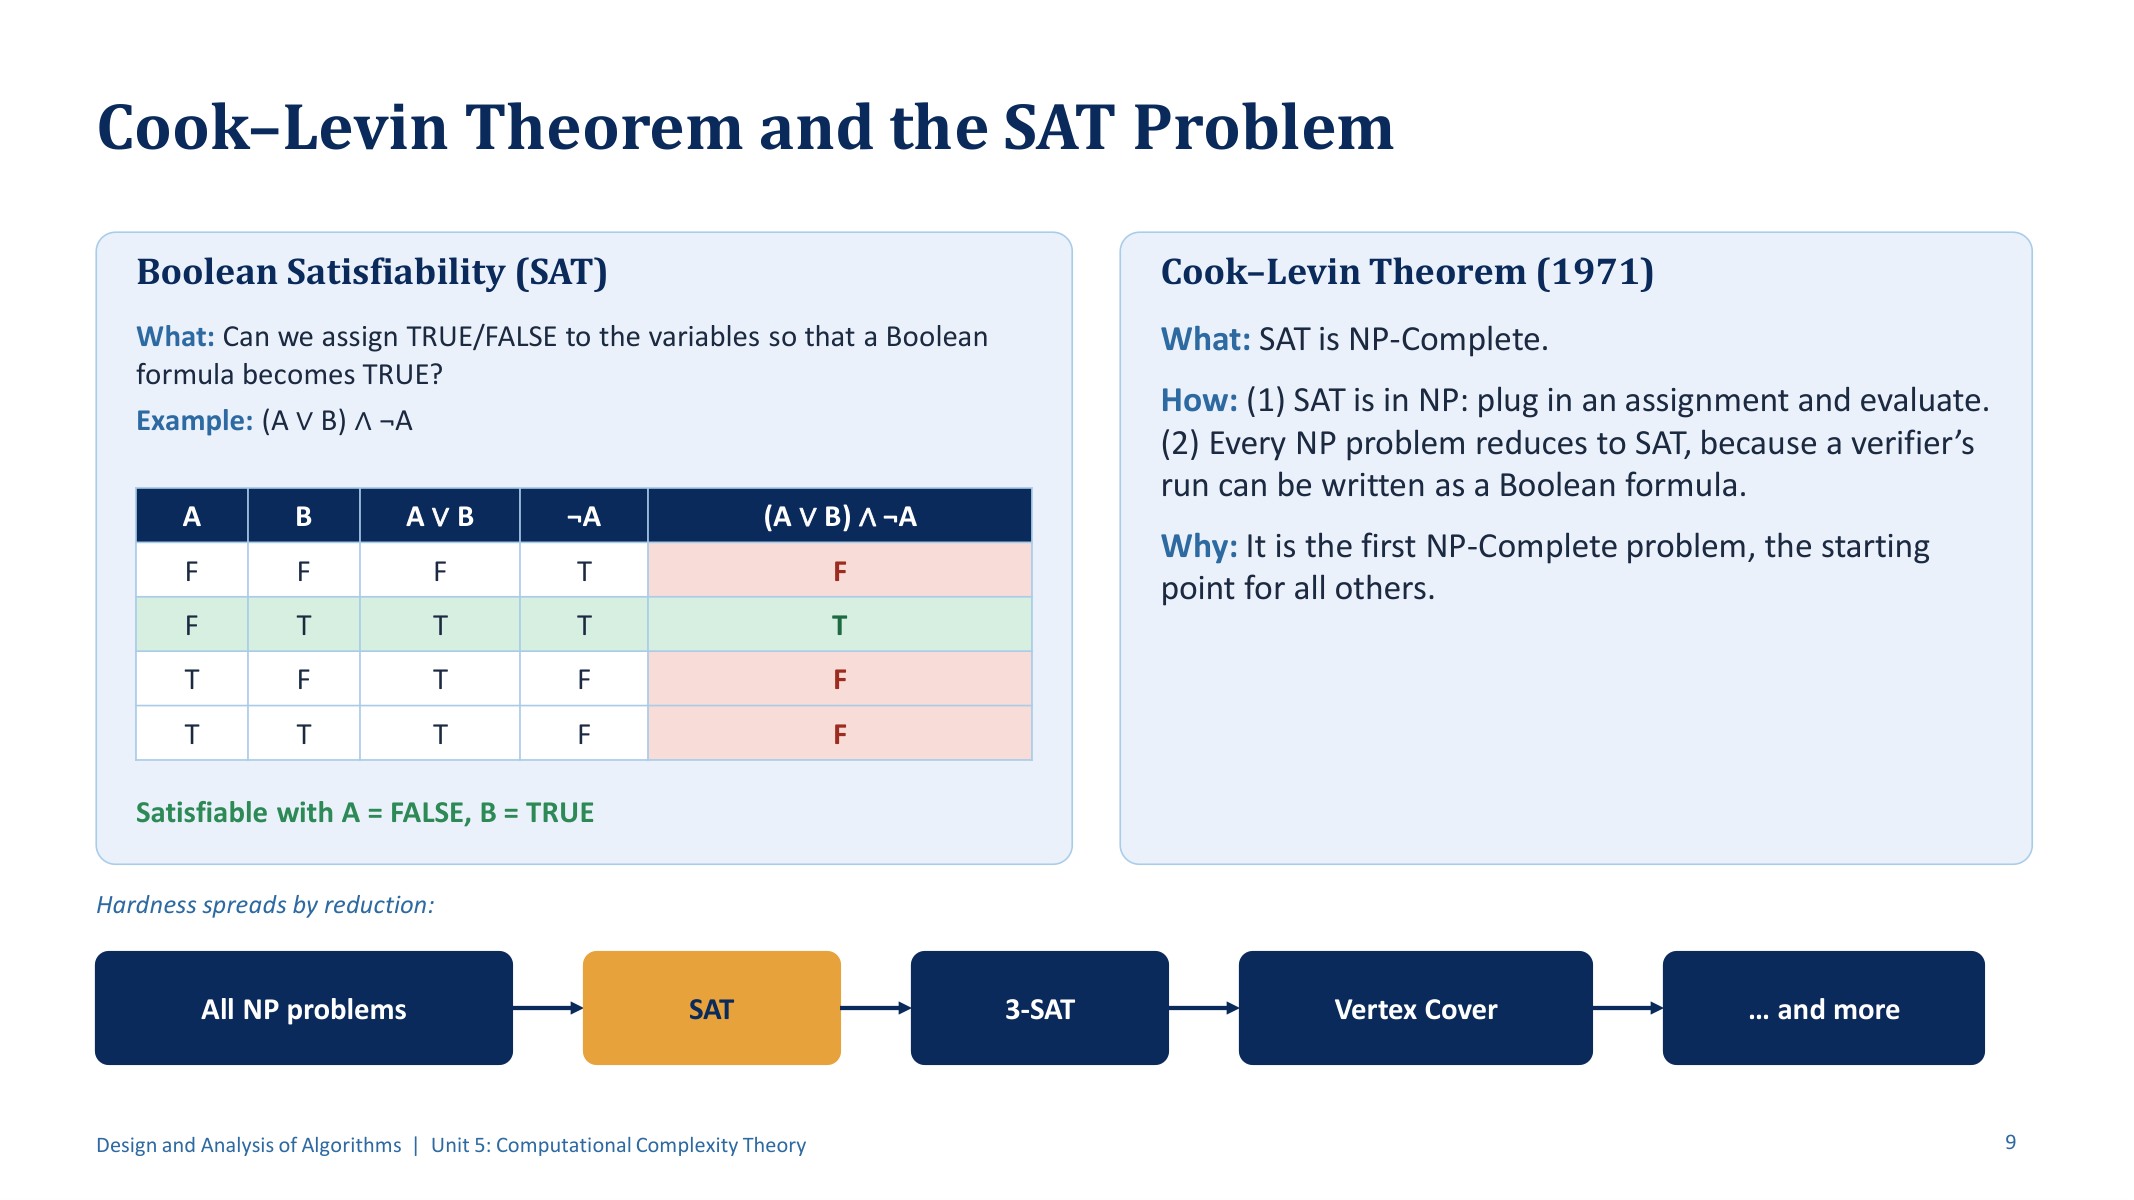 Cook–Levin Theorem and the SAT Problem
Boolean Satisfiability (SAT)
What: Can we assign TRUE/FALSE to the variables so that a Boolean
formula becomes TRUE?
Example: (A ∨ B) ∧ ¬A
A B A ∨ B ¬A (A ∨ B) ∧ ¬A
F F F T F
F T T T T
T F T F F
T T T F F
Satisfiable with A = FALSE, B = TRUE
Cook–Levin Theorem (1971)
What: SAT is NP-Complete.
How: (1) SAT is in NP: plug in an assignment and evaluate.
(2) Every NP problem reduces to SAT, because a verifier’s
run can be written as a Boolean formula.
Why: It is the first NP-Complete problem, the starting
point for all others.
Hardness spreads by reduction:
All NP problems
SAT
3-SAT
Vertex Cover
… and more
Design and Analysis of Algorithms | Unit 5: Computational Complexity Theory
9